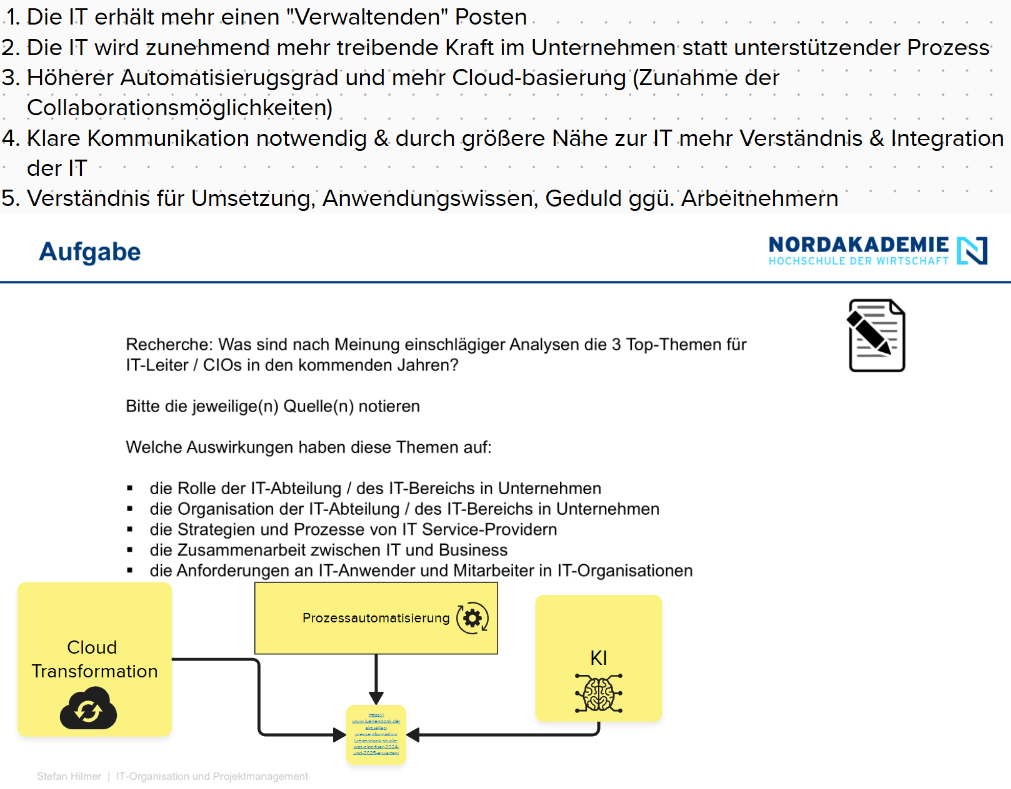 1. Die IT erhält mehr einen "Verwaltenden" Posten
2. Die IT wird zunehmend mehr treibende Kraft im Unternehmen statt unterstützender Prozess
3. Höherer Automatisierugsgrad und mehr Cloud-basierung (Zunahme der
Collaborationsmöglichkeiten)
4. Klare Kommunikation notwendig & durch größere Nähe zur IT mehr Verständnis & Integration
der IT
5. Verständnis für Umsetzung, Anwendungswissen, Geduld ggü. Arbeitnehmern
Aufgabe
NORDAKADEMIE
HOCHSCHULE DER WIRTSCHAFT
Recherche: Was sind nach Meinung einschlägiger Analysen die 3 Top-Themen für
IT-Leiter / CIOs in den kommenden Jahren?
Bitte die jeweilige(n) Quelle(n) notieren
Welche Auswirkungen haben diese Themen auf:
▪ die Rolle der IT-Abteilung / des IT-Bereichs in Unternehmen
▪ die Organisation der IT-Abteilung / des IT-Bereichs in Unternehmen
▪ die Strategien und Prozesse von IT Service-Providern
▪ die Zusammenarbeit zwischen IT und Business
▪ die Anforderungen an IT-Anwender und Mitarbeiter in IT-Organisationen
Cloud
Transformation
Prozessautomatisierung
KI
https://
Stefan Hilmer | IT-Organisation und Projektmanagement